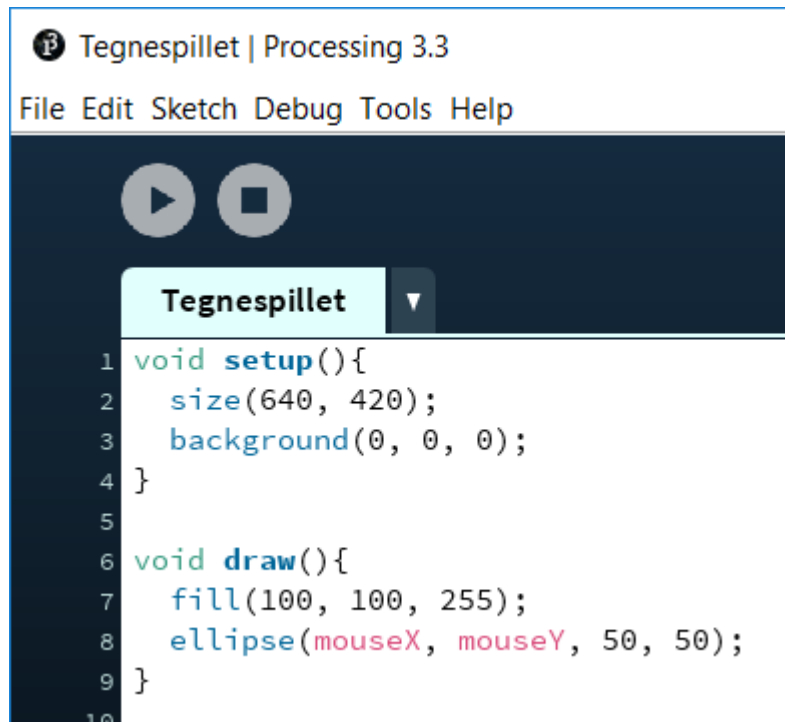 Tegnespillet | Processing 3.3
File Edit Sketch Debug Tools Help
Tegnespillet
1 void setup(){
2   size(640, 420);
3   background(0, 0, 0);
4 }
5
6 void draw(){
7   fill(100, 100, 255);
8   ellipse(mouseX, mouseY, 50, 50);
9 }
10